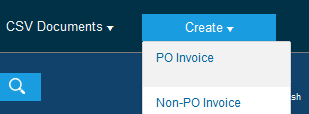 CSV Documents
Create
PO Invoice
Non-PO Invoice